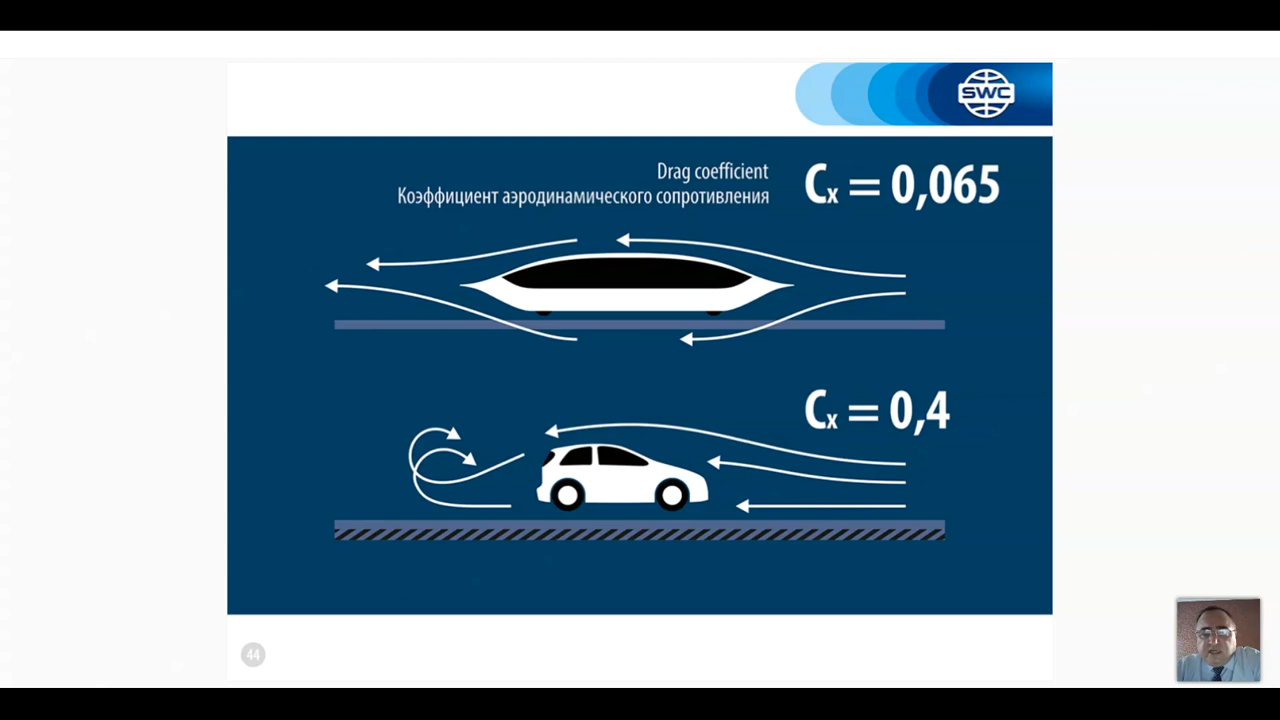 SWC
Drag coefficient
Коэффициент аэродинамического сопротивления
Cx = 0,065
Cx = 0,4
44